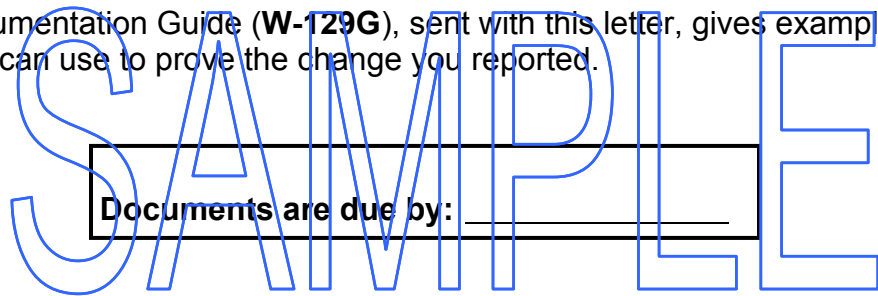 umentation Guide (W-129G), sent with this letter, gives exampl
can use to prove the change you reported.
Documents are due by:
SAMPLE